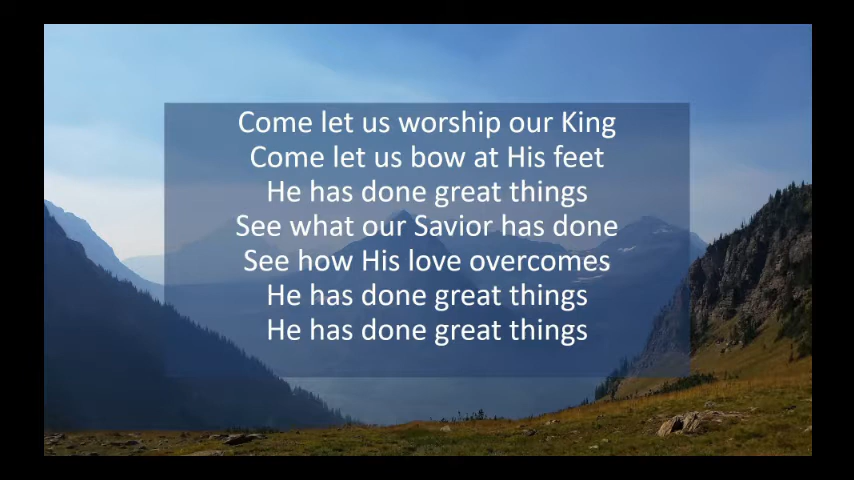 Come let us worship our King
Come let us bow at His feet
He has done great things
See what our Savior has done
See how His love overcomes
He has done great things
He has done great things